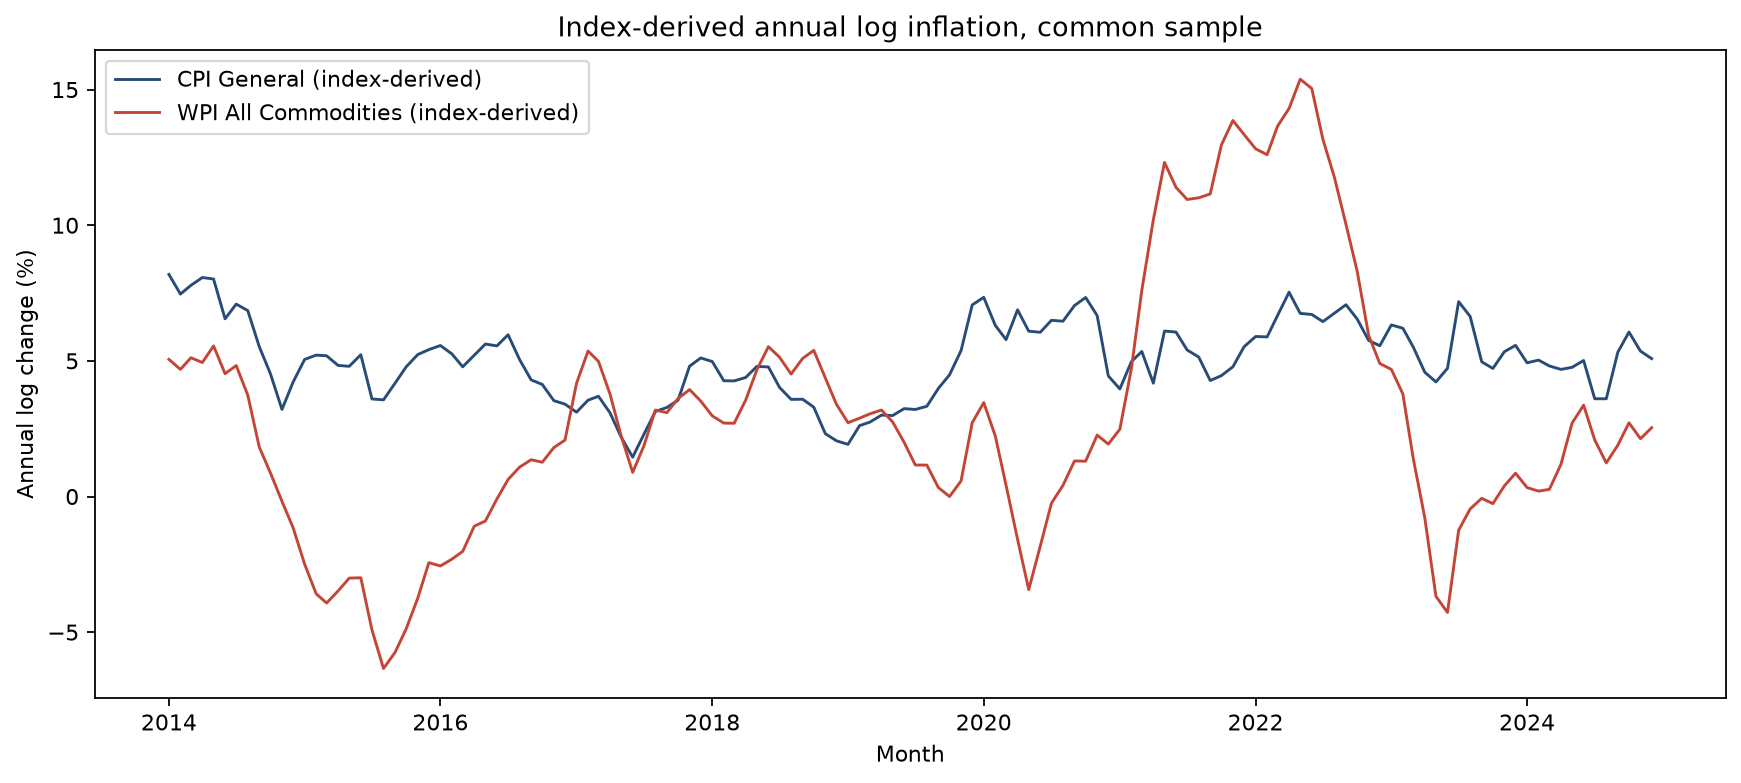 Index-derived annual log inflation, common sample
CPI General (index-derived)
WPI All Commodities (index-derived)
Annual log change (%)
15
10
5
0
−5
2014 2016 2018 2020 2022 2024
Month